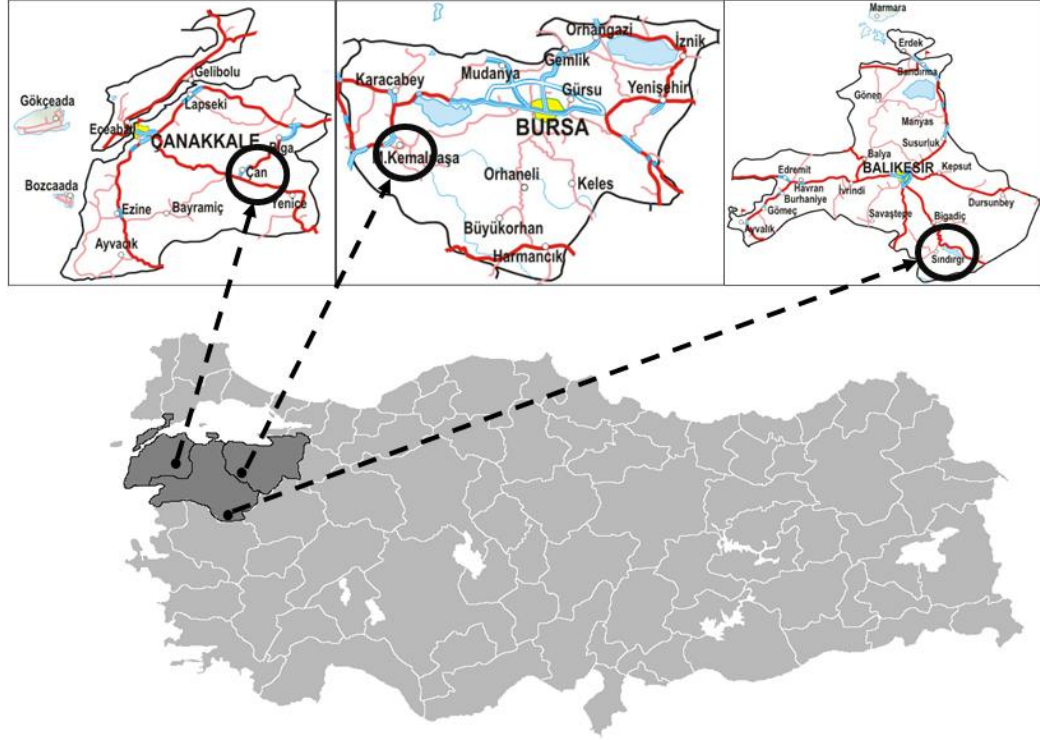 Gelibolu
Gökçeada
Lapseki
Eceabat
ÇANAKKALE
Biga
Çan
Bozcaada
Yenice
Ezine
Bayramiç
Ayvacık
Orhangazi
İznik
Gemlik
Mudanya
Karacabey
Gürsu
Yenişehir
BURSA
M.Kemalpaşa
Orhaneli
Keles
Büyükorhan
Harmancık
Marmara
Erdek
Bandırma
Gönen
Manyas
Susurluk
Balya
Edremit
BALIKESİR
Kepsut
Havran
İvrindi
Burhaniye
Dursunbey
Gömeç
Savaştepe
Bigadiç
Ayvalık
Sındırgı